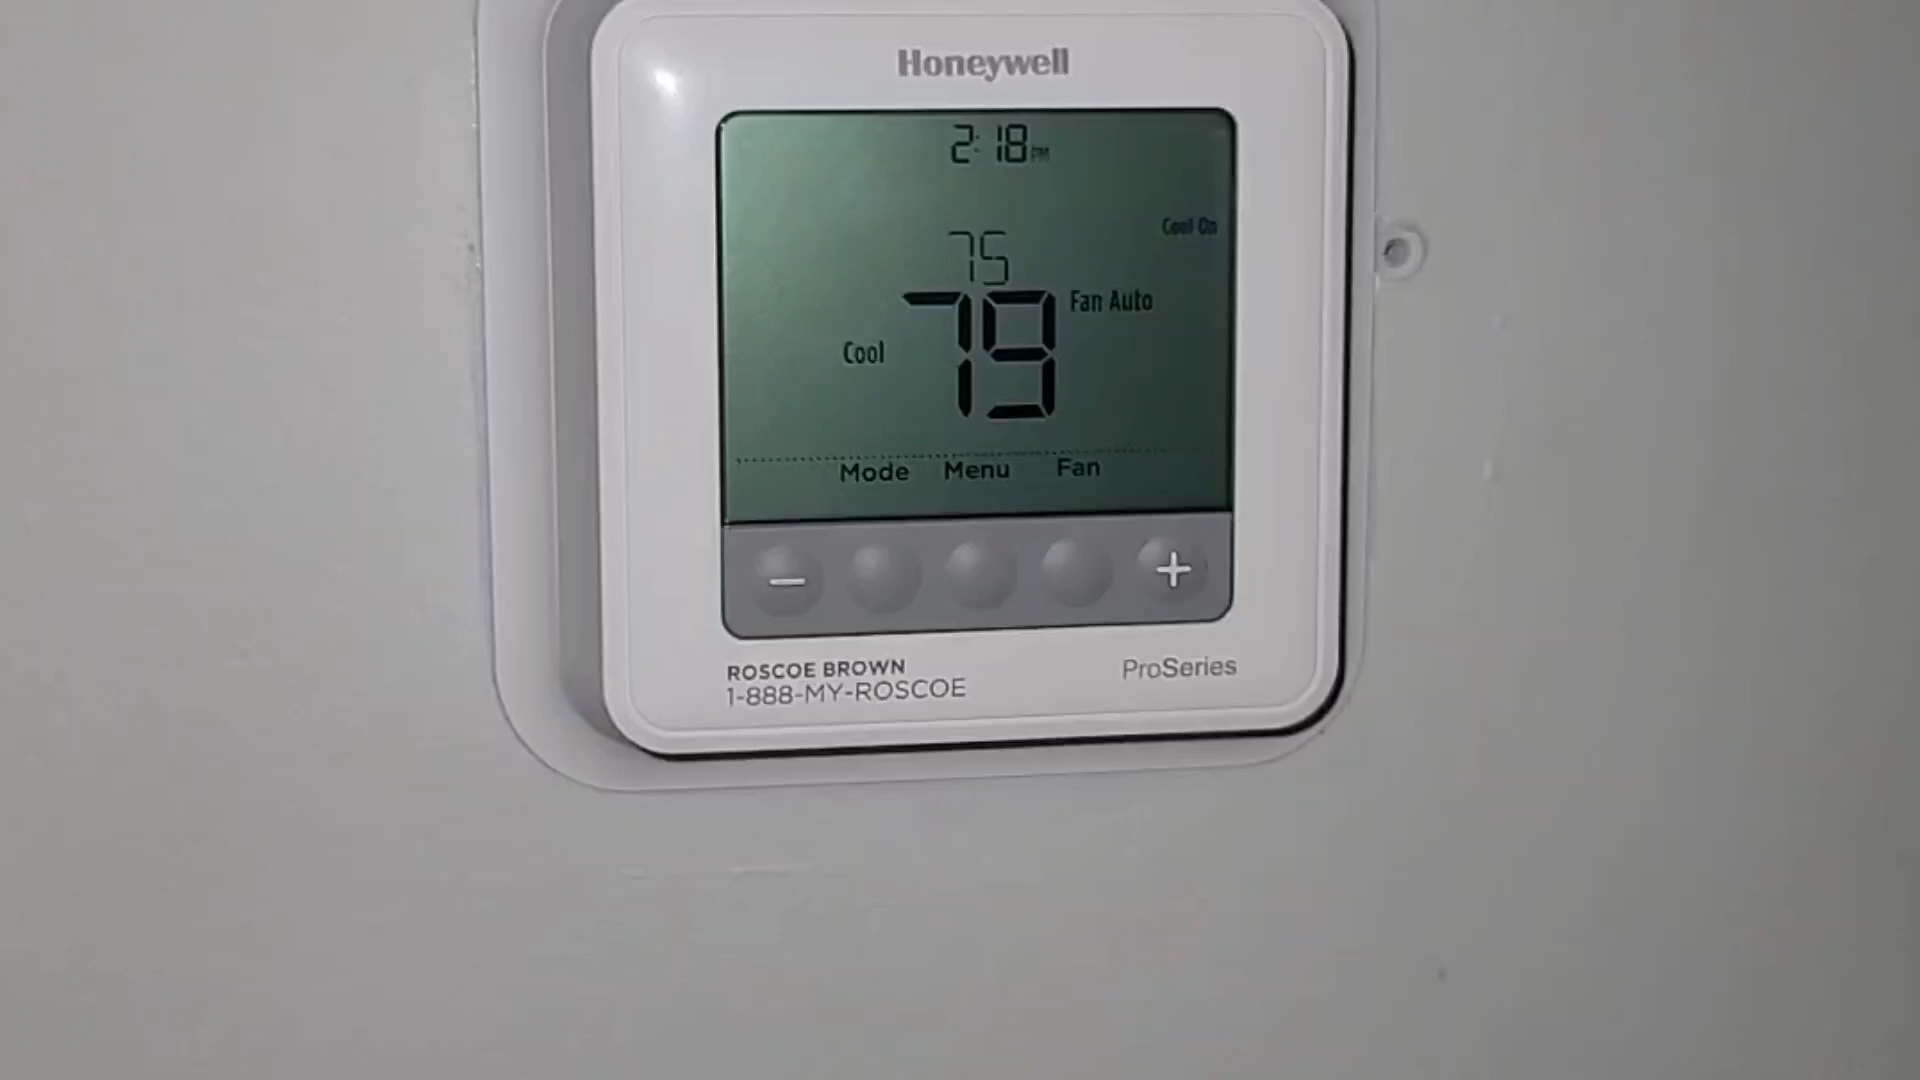 Honeywell
2:18 PM
Cool On
75
79
Fan Auto
Cool
Mode Menu Fan
− +
ROSCOE BROWN
1-888-MY-ROSCOE
ProSeries